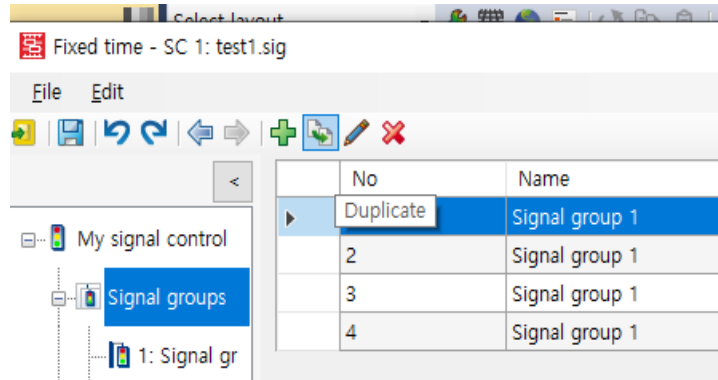 Select layout
Fixed time - SC 1: test1.sig
File Edit
< No Name
Duplicate Signal group 1
My signal control
2 Signal group 1
Signal groups
3 Signal group 1
4 Signal group 1
1: Signal gr